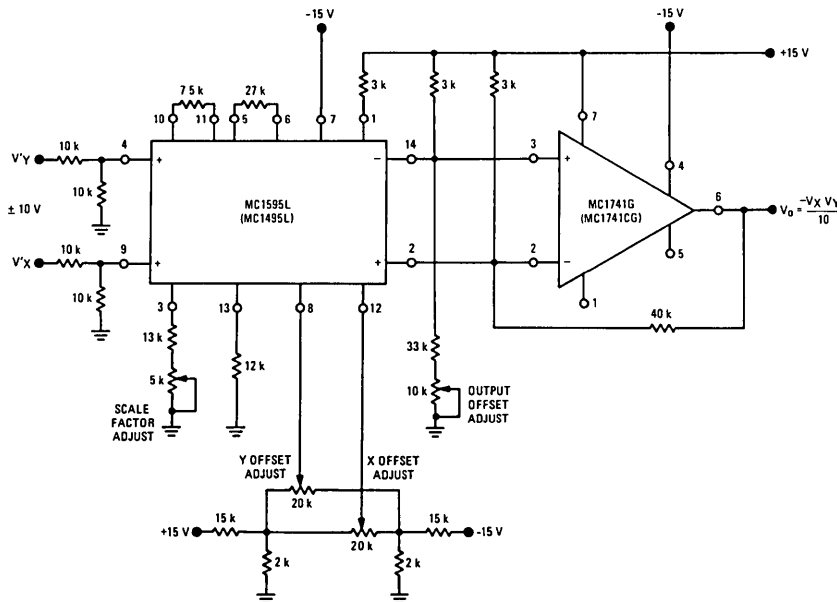 -15 V
-15 V
+15 V
7 5 k
27 k
3 k
3 k
3 k
10
11
5
6
7
1
7
V'Y
10 k
4
+
-
14
3
+
4
10 k
± 10 V
MC1595L
(MC1495L)
MC1741G
(MC1741CG)
6
V₀ = -VX VY / 10
V'X
10 k
9
+
+
2
2
-
5
10 k
3
13
8
12
1
40 k
13 k
12 k
33 k
5 k
10 k
OUTPUT
OFFSET
ADJUST
SCALE
FACTOR
ADJUST
Y OFFSET
ADJUST
X OFFSET
ADJUST
20 k
+15 V
15 k
20 k
15 k
-15 V
2 k
2 k